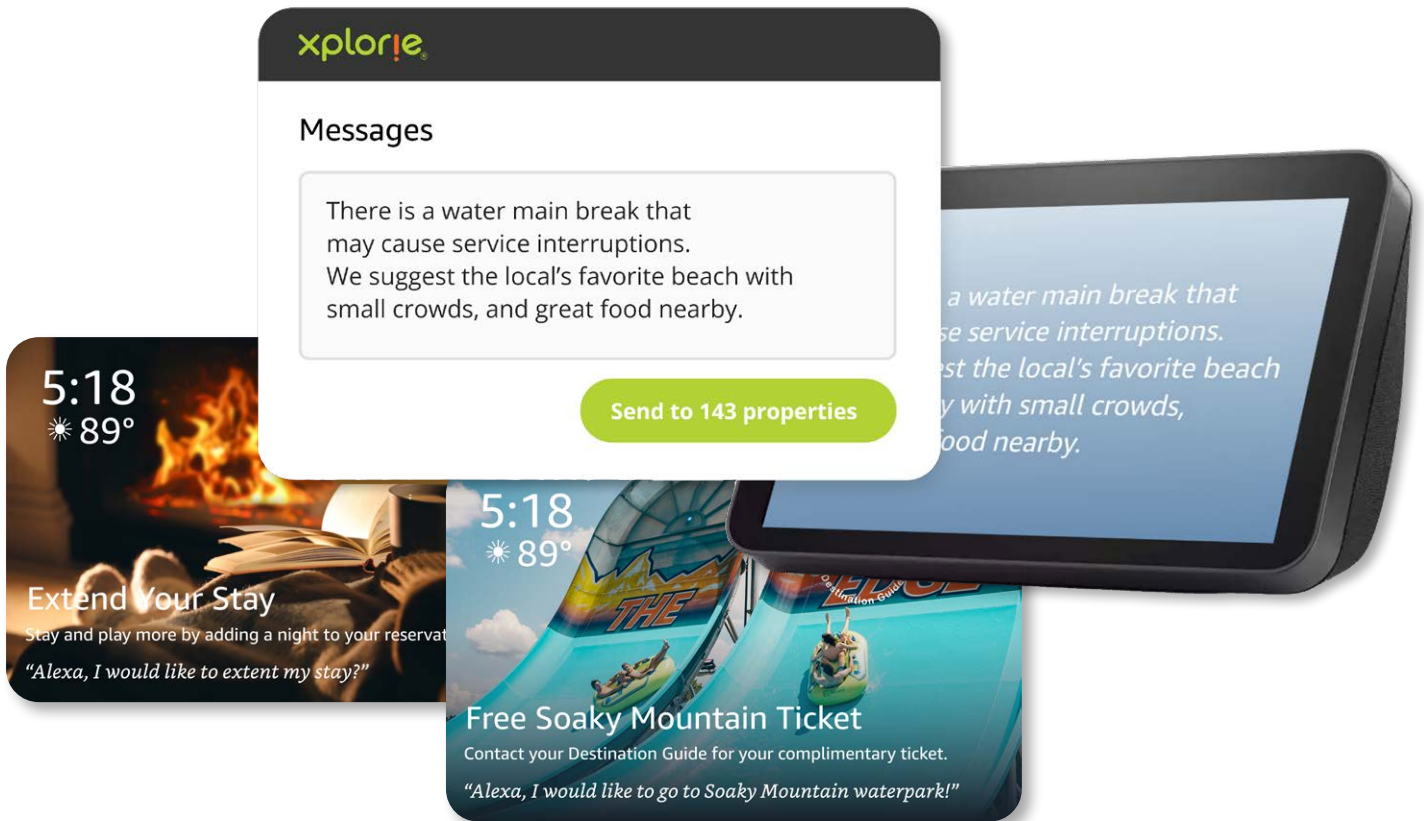 xplorie®
Messages
There is a water main break that
may cause service interruptions.
We suggest the local’s favorite beach with
small crowds, and great food nearby.
Send to 143 properties
a water main break that
se service interruptions.
st the local’s favorite beach
y with small crowds,
ood nearby.
5:18
89°
Extend Your Stay
Stay and play more by adding a night to your reservat
“Alexa, I would like to extent my stay?”
5:18
89°
THE
EDGE
Destination Guide
Free Soaky Mountain Ticket
Contact your Destination Guide for your complimentary ticket.
“Alexa, I would like to go to Soaky Mountain waterpark!”